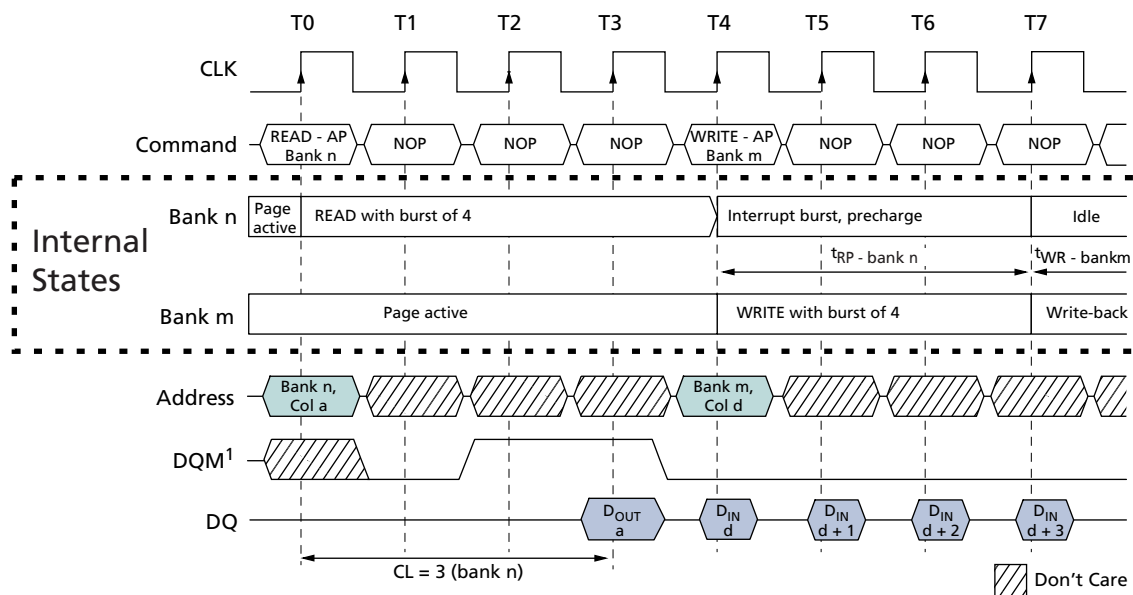 T0 T1 T2 T3 T4 T5 T6 T7
CLK
Command
READ - AP
Bank n
NOP
NOP
NOP
WRITE - AP
Bank m
NOP
NOP
NOP
Internal
States
Bank n
Page
active
READ with burst of 4
Interrupt burst, precharge
Idle
tRP - bank n
tWR - bankm
Bank m
Page active
WRITE with burst of 4
Write-back
Address
Bank n,
Col a
Bank m,
Col d
DQM1
DQ
DOUT
a
DIN
d
DIN
d + 1
DIN
d + 2
DIN
d + 3
CL = 3 (bank n)
Don't Care